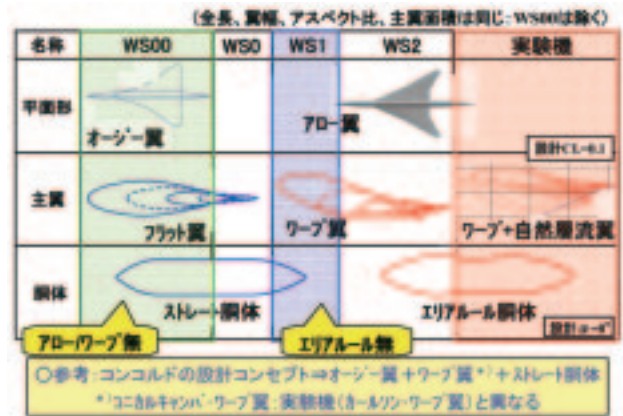 (全長、翼幅、アスペクト比、主翼面積は同じ: WS00は除く)
名称 WS00 WS0 WS1 WS2 実験機
平面形
オージー翼 アロー翼
設計CL=0.1
主翼
フラット翼 ワープ翼 ワープ+自然層流翼
胴体
ストレート胴体 エリアルール胴体
アロー/ワープ無 エリアルール無
○参考:コンコルドの設計コンセプト⇒オージー翼+ワープ翼*)+ストレート胴体
*)コニカルキャンバ・ワープ翼:実験機(カールソン・ワープ翼)と異なる